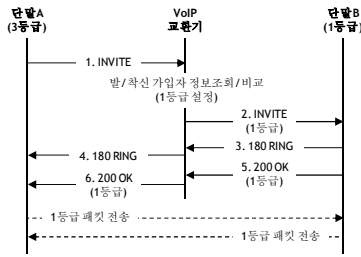 단말A
(3등급)
VoIP
교환기
단말B
(1등급)
1. INVITE
발/착신 가입자 정보조회/비교
(1등급 설정)
2. INVITE
(1등급)
3. 180 RING
4. 180 RING
5. 200 OK
(1등급)
6. 200 OK
(1등급)
1등급 패킷 전송
1등급 패킷 전송